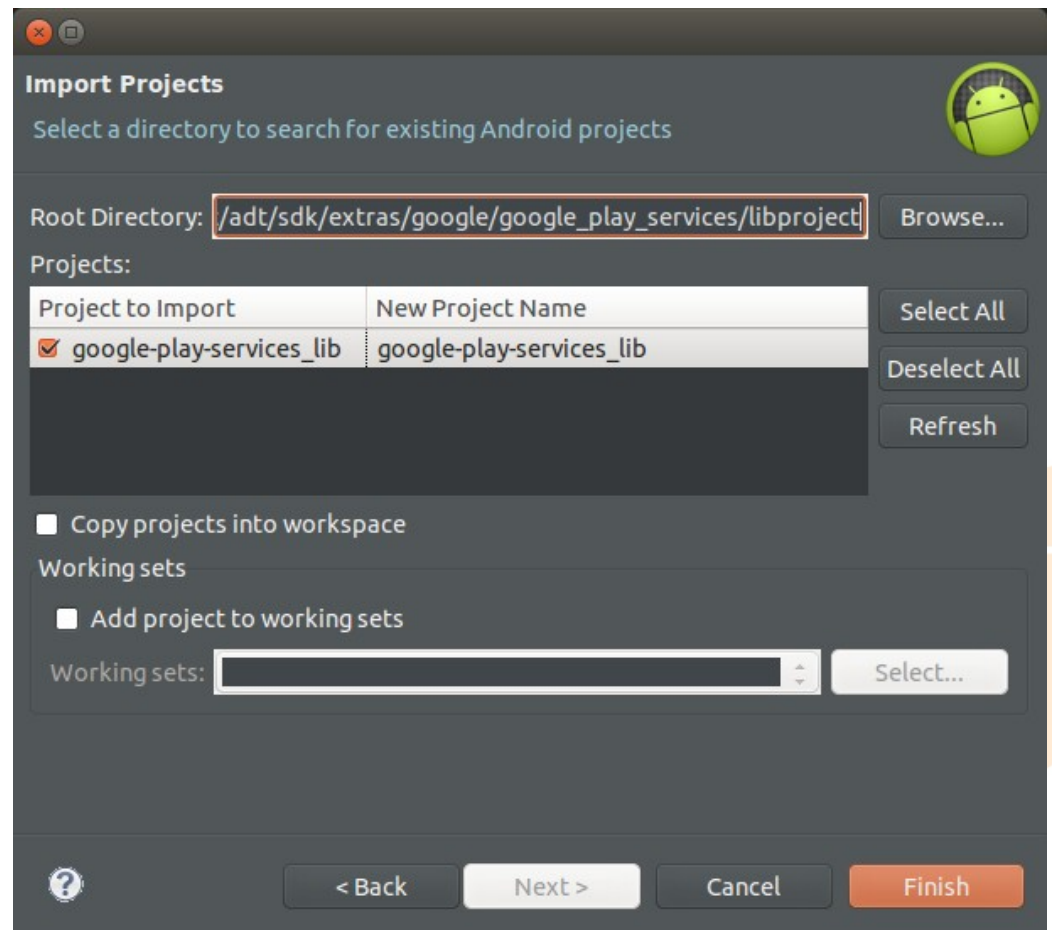 Import Projects
Select a directory to search for existing Android projects
Root Directory: /adt/sdk/extras/google/google_play_services/libproject Browse...
Projects:
Project to Import New Project Name Select All
google-play-services_lib google-play-services_lib
Deselect All
Refresh
Copy projects into workspace
Working sets
Add project to working sets
Working sets: Select...
? < Back Next > Cancel Finish